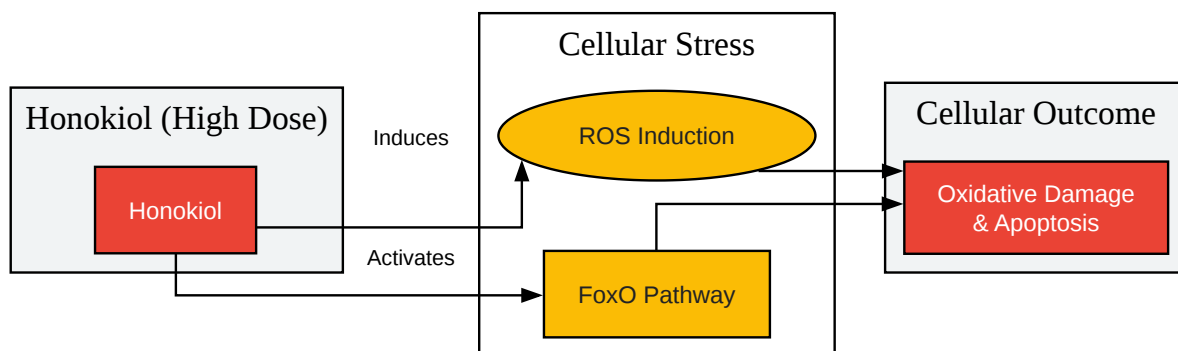 Honokiol (High Dose)
Honokiol
Induces
Activates
Cellular Stress
ROS Induction
FoxO Pathway
Cellular Outcome
Oxidative Damage
& Apoptosis